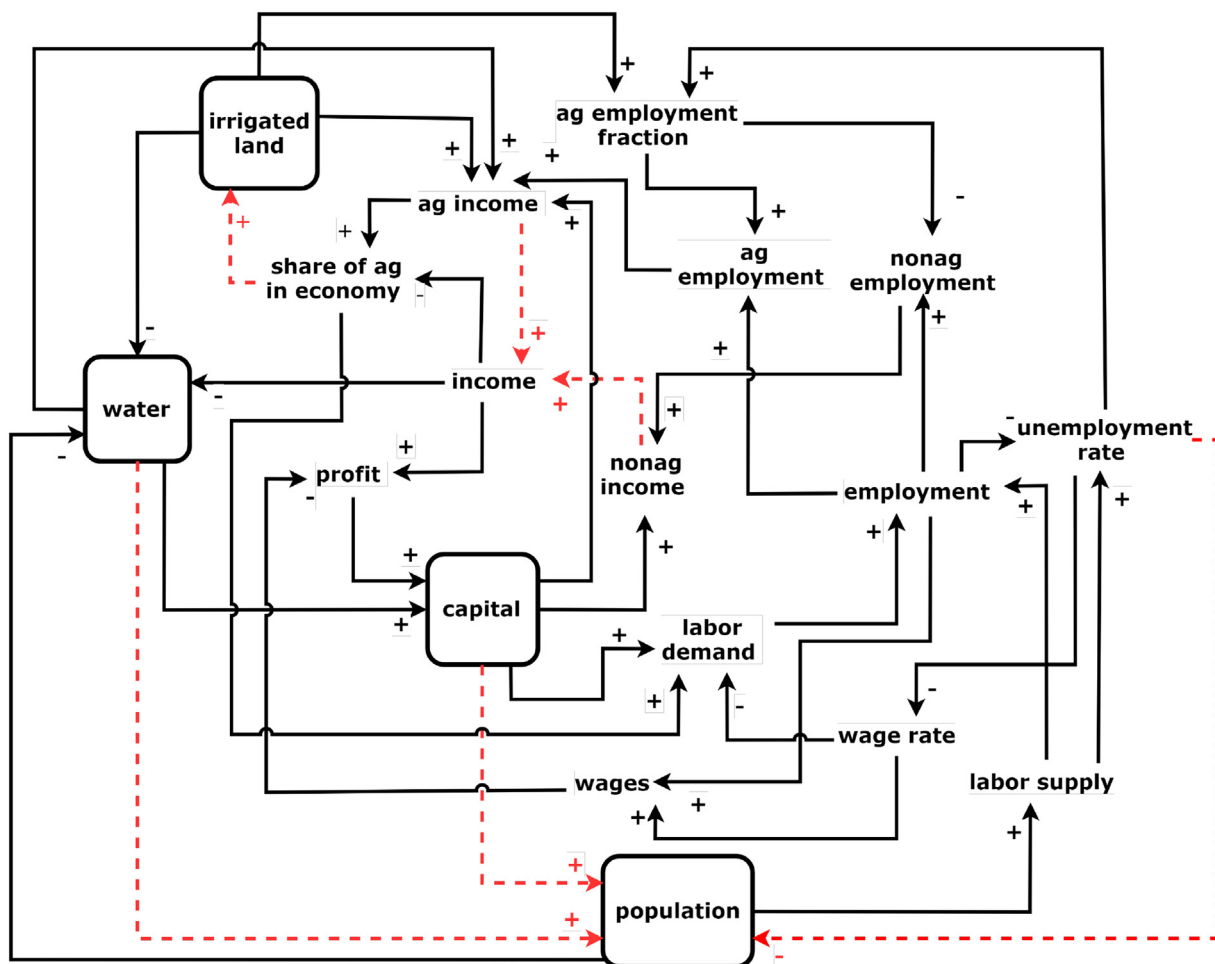 +
+
irrigated
land
ag employment
fraction
+
+
+
+
ag income
+
-
+
+
+
ag
employment
nonag
employment
share of ag
in economy
-
-
+
+
+
income
-
+
water
+
+
-
unemployment
rate
-
+
profit
-
nonag
income
employment
+
+
+
+
+
capital
+
+
labor
demand
+
-
-
wage rate
wages
+
labor supply
+
+
+
population
+
-